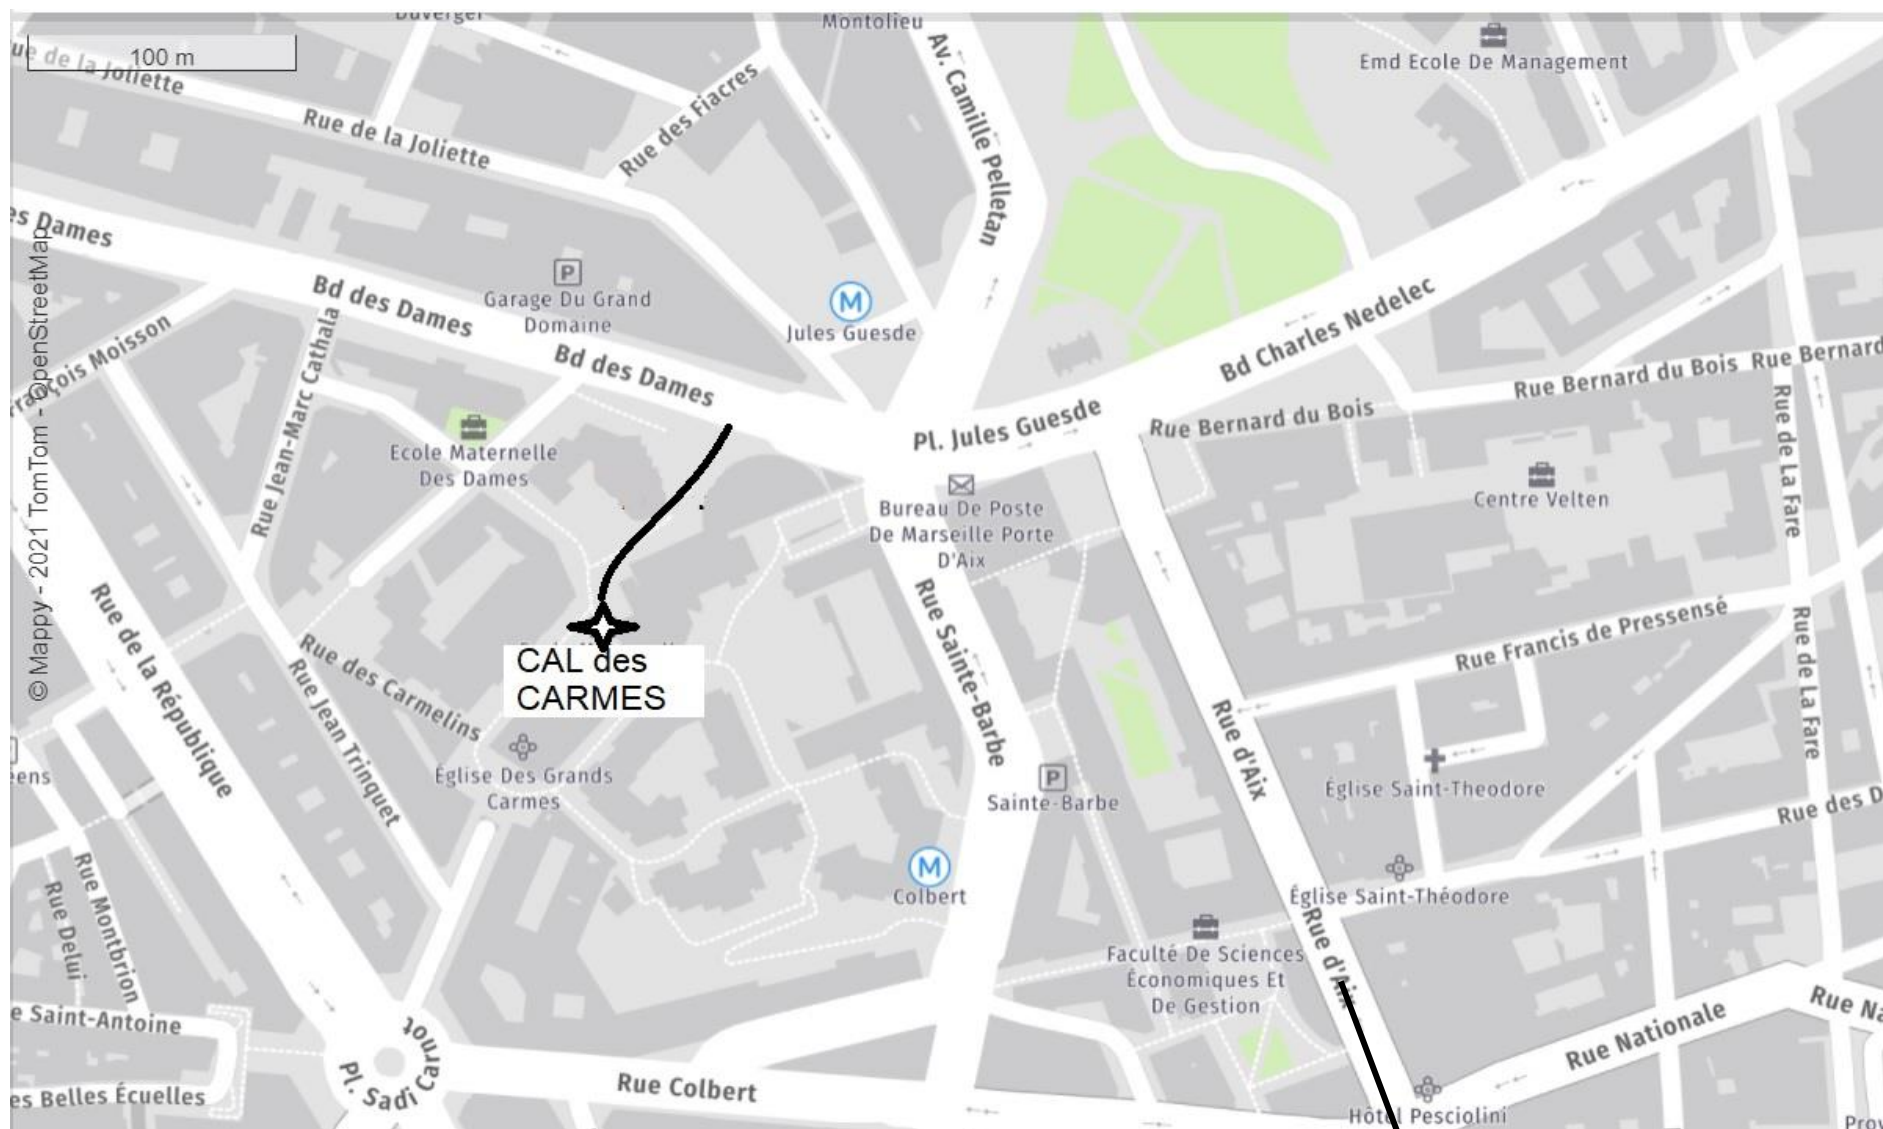 Duverger
Montolieu
100 m
ue de la Joliette
Av. Camille Pelletan
Emd Ecole De Management
Rue des Fiacres
Rue de la Joliette
es Dames
Bd des Dames
P
Garage Du Grand
Domaine
M
Jules Guesde
Bd des Dames
Bd Charles Nedelec
Rue Bernard du Bois
Rue Bernard
Rue Bernard du Bois
Pl. Jules Guesde
Rue de La Fare
© Mappy - 2021 TomTom - OpenStreetMap
ançois Moisson
Rue Jean-Marc Cathala
Ecole Maternelle
Des Dames
Bureau De Poste
De Marseille Porte
D'Aix
Centre Velten
Rue de la République
Rue des Carmelins
Rue Jean Trinquet
CAL des
CARMES
Rue Sainte-Barbe
Rue Francis de Pressensé
Rue de La Fare
Rue d'Aix
eens
Église Des Grands
Carmes
P
Sainte-Barbe
Église Saint-Theodore
Rue des D
M
Colbert
Église Saint-Théodore
Rue Montbrion
Rue Delui
Faculté De Sciences
Économiques Et
De Gestion
Rue d'Aix
e Saint-Antoine
Pl. Sadi Carnot
Rue Nationale
Rue Na
es Belles Écuelles
Rue Colbert
Hôtel Pesciolini
Prov